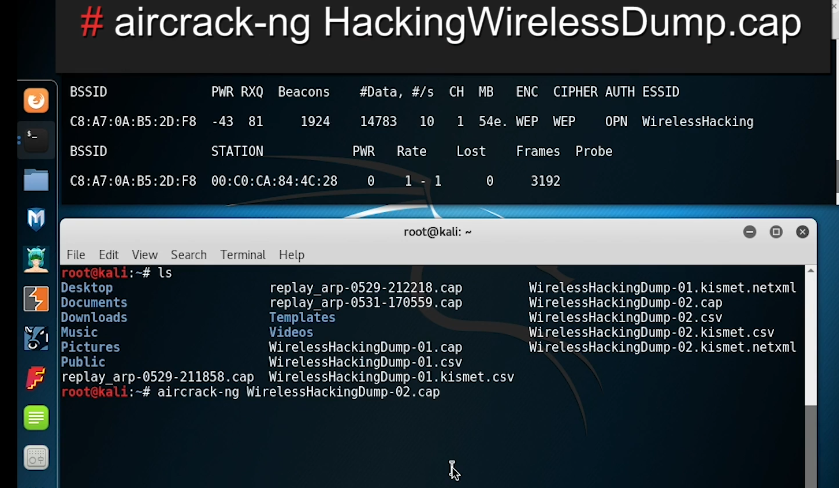 # aircrack-ng HackingWirelessDump.cap
BSSID PWR RXQ Beacons #Data, #/s CH MB ENC CIPHER AUTH ESSID
C8:A7:0A:B5:2D:F8 -43 81 1924 14783 10 1 54e. WEP WEP OPN WirelessHacking
BSSID STATION PWR Rate Lost Frames Probe
C8:A7:0A:B5:2D:F8 00:C0:CA:84:4C:28 0 1 - 1 0 3192
root@kali: ~
File Edit View Search Terminal Help
root@kali:~# ls
Desktop replay_arp-0529-212218.cap WirelessHackingDump-01.kismet.netxml
Documents replay_arp-0531-170559.cap WirelessHackingDump-02.cap
Downloads Templates WirelessHackingDump-02.csv
Music Videos WirelessHackingDump-02.kismet.csv
Pictures WirelessHackingDump-01.cap WirelessHackingDump-02.kismet.netxml
Public WirelessHackingDump-01.csv
replay_arp-0529-211858.cap WirelessHackingDump-01.kismet.csv
root@kali:~# aircrack-ng WirelessHackingDump-02.cap